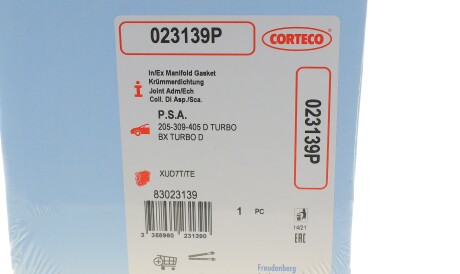 023139P
CORTECO
In/Ex Manifold Gasket
Krümmerdichtung
Joint Adm/Ech
Coll. Di Asp./Sca.
023139P
P.S.A.
205-309-405 D TURBO
BX TURBO D
XUD7T/TE
83023139
3 358960 231390
1 PC
14/21
EAC
Freudenberg